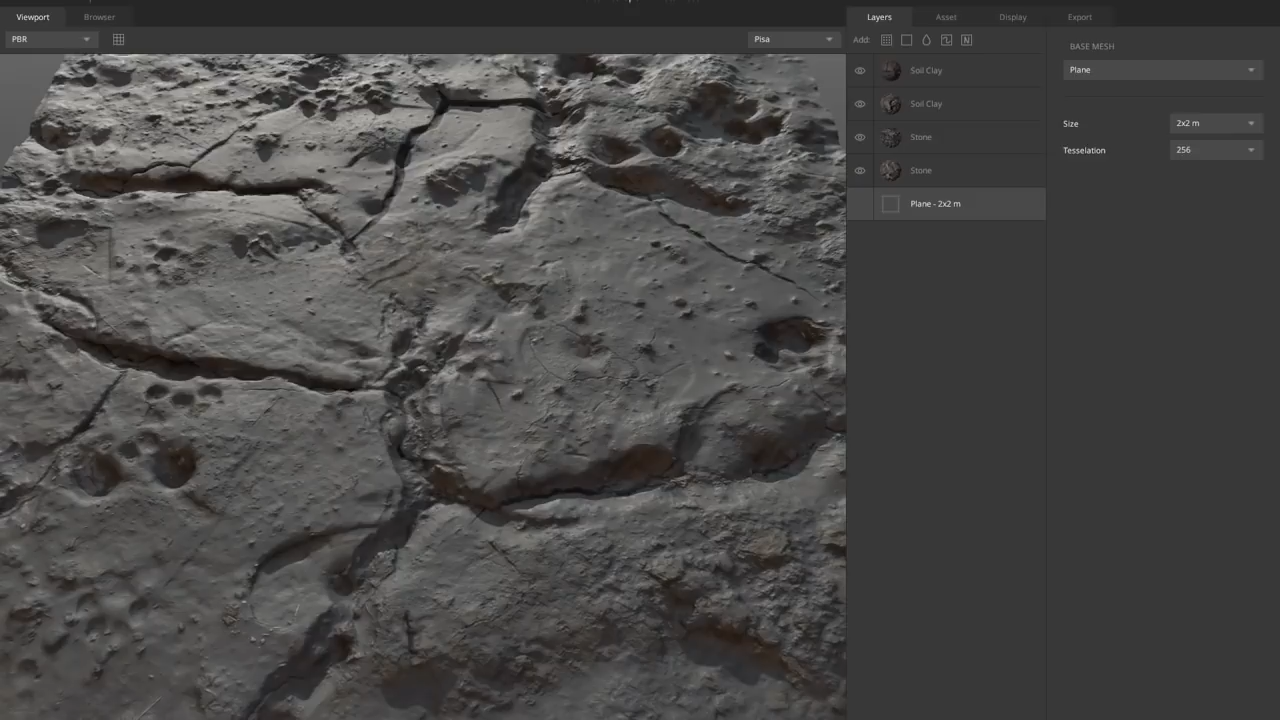 Viewport Browser
Layers Asset Display Export
PBR
Pisa
Add:
N
BASE MESH
Soil Clay
Plane
Soil Clay
Size 2x2 m
Stone
Tesselation 256
Stone
Plane - 2x2 m